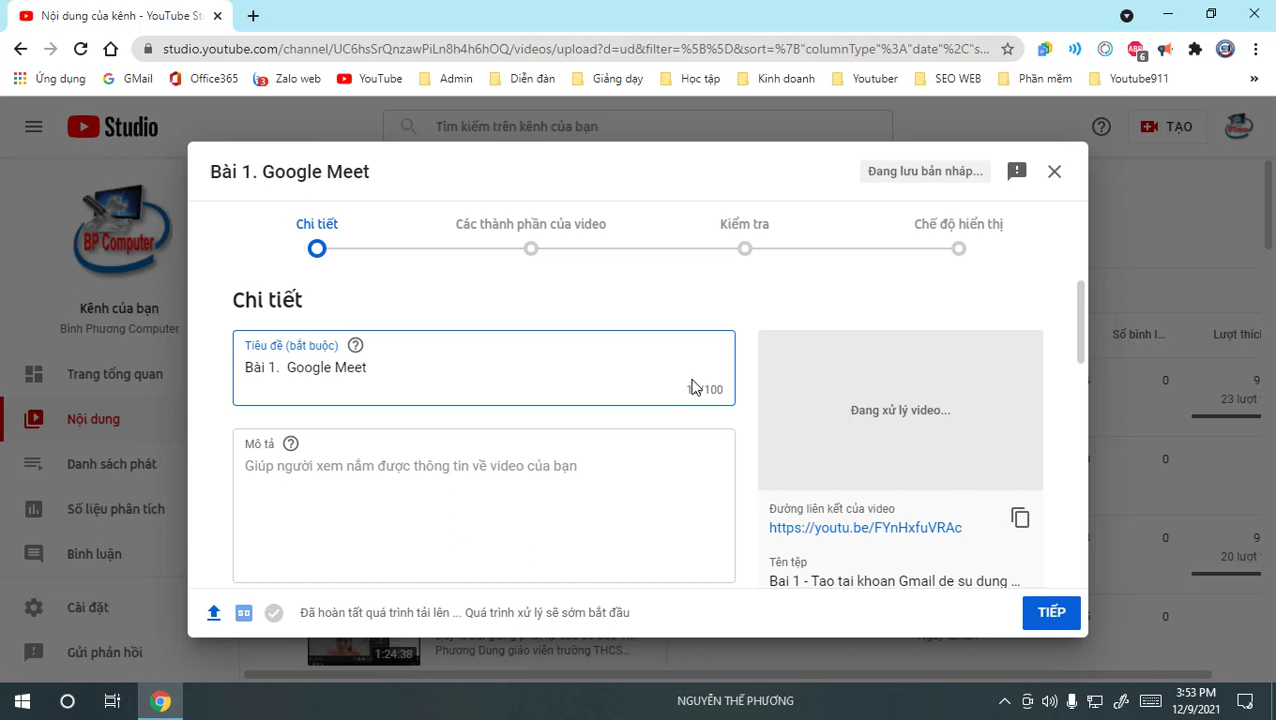 Nội dung của kênh - YouTube St
studio.youtube.com/channel/UC6hsSrQnzawPiLn8h4h6hOQ/videos/upload?d=ud&filter=%5B%5D&sort=%7B"columnType"%3A"date"%2C"s...
6
Ứng dụng GMail Office365 Zalo web YouTube Admin Diễn đàn Giảng dạy Học tập Kinh doanh Youtuber SEO WEB Phần mềm Youtube911 »
Studio
Tìm kiếm trên kênh của bạn
TẠO
BP Computer
Kênh của bạn
Bình Phương Computer
Trang tổng quan
Nội dung
Danh sách phát
Số liệu phân tích
Bình luận
Cài đặt
Gửi phản hồi
Bài 1. Google Meet
Đang lưu bản nháp...
Chi tiết
Các thành phần của video
Kiểm tra
Chế độ hiển thị
Chi tiết
Tiêu đề (bắt buộc)
Bài 1.  Google Meet
/100
Mô tả
Giúp người xem nắm được thông tin về video của bạn
Đang xử lý video...
Đường liên kết của video
https://youtu.be/FYnHxfuVRAc
Tên tệp
Bai 1 - Tao tai khoan Gmail de su dung ...
Đã hoàn tất quá trình tải lên ... Quá trình xử lý sẽ sớm bắt đầu
TIẾP
Số bình l... Lượt thíc
0 9
23 lượt
0
0 9
20 lượt
0
1:24:38
Phương Dung giáo viên trường THCS...
NGUYỄN THẾ PHƯƠNG
3:53 PM
12/9/2021